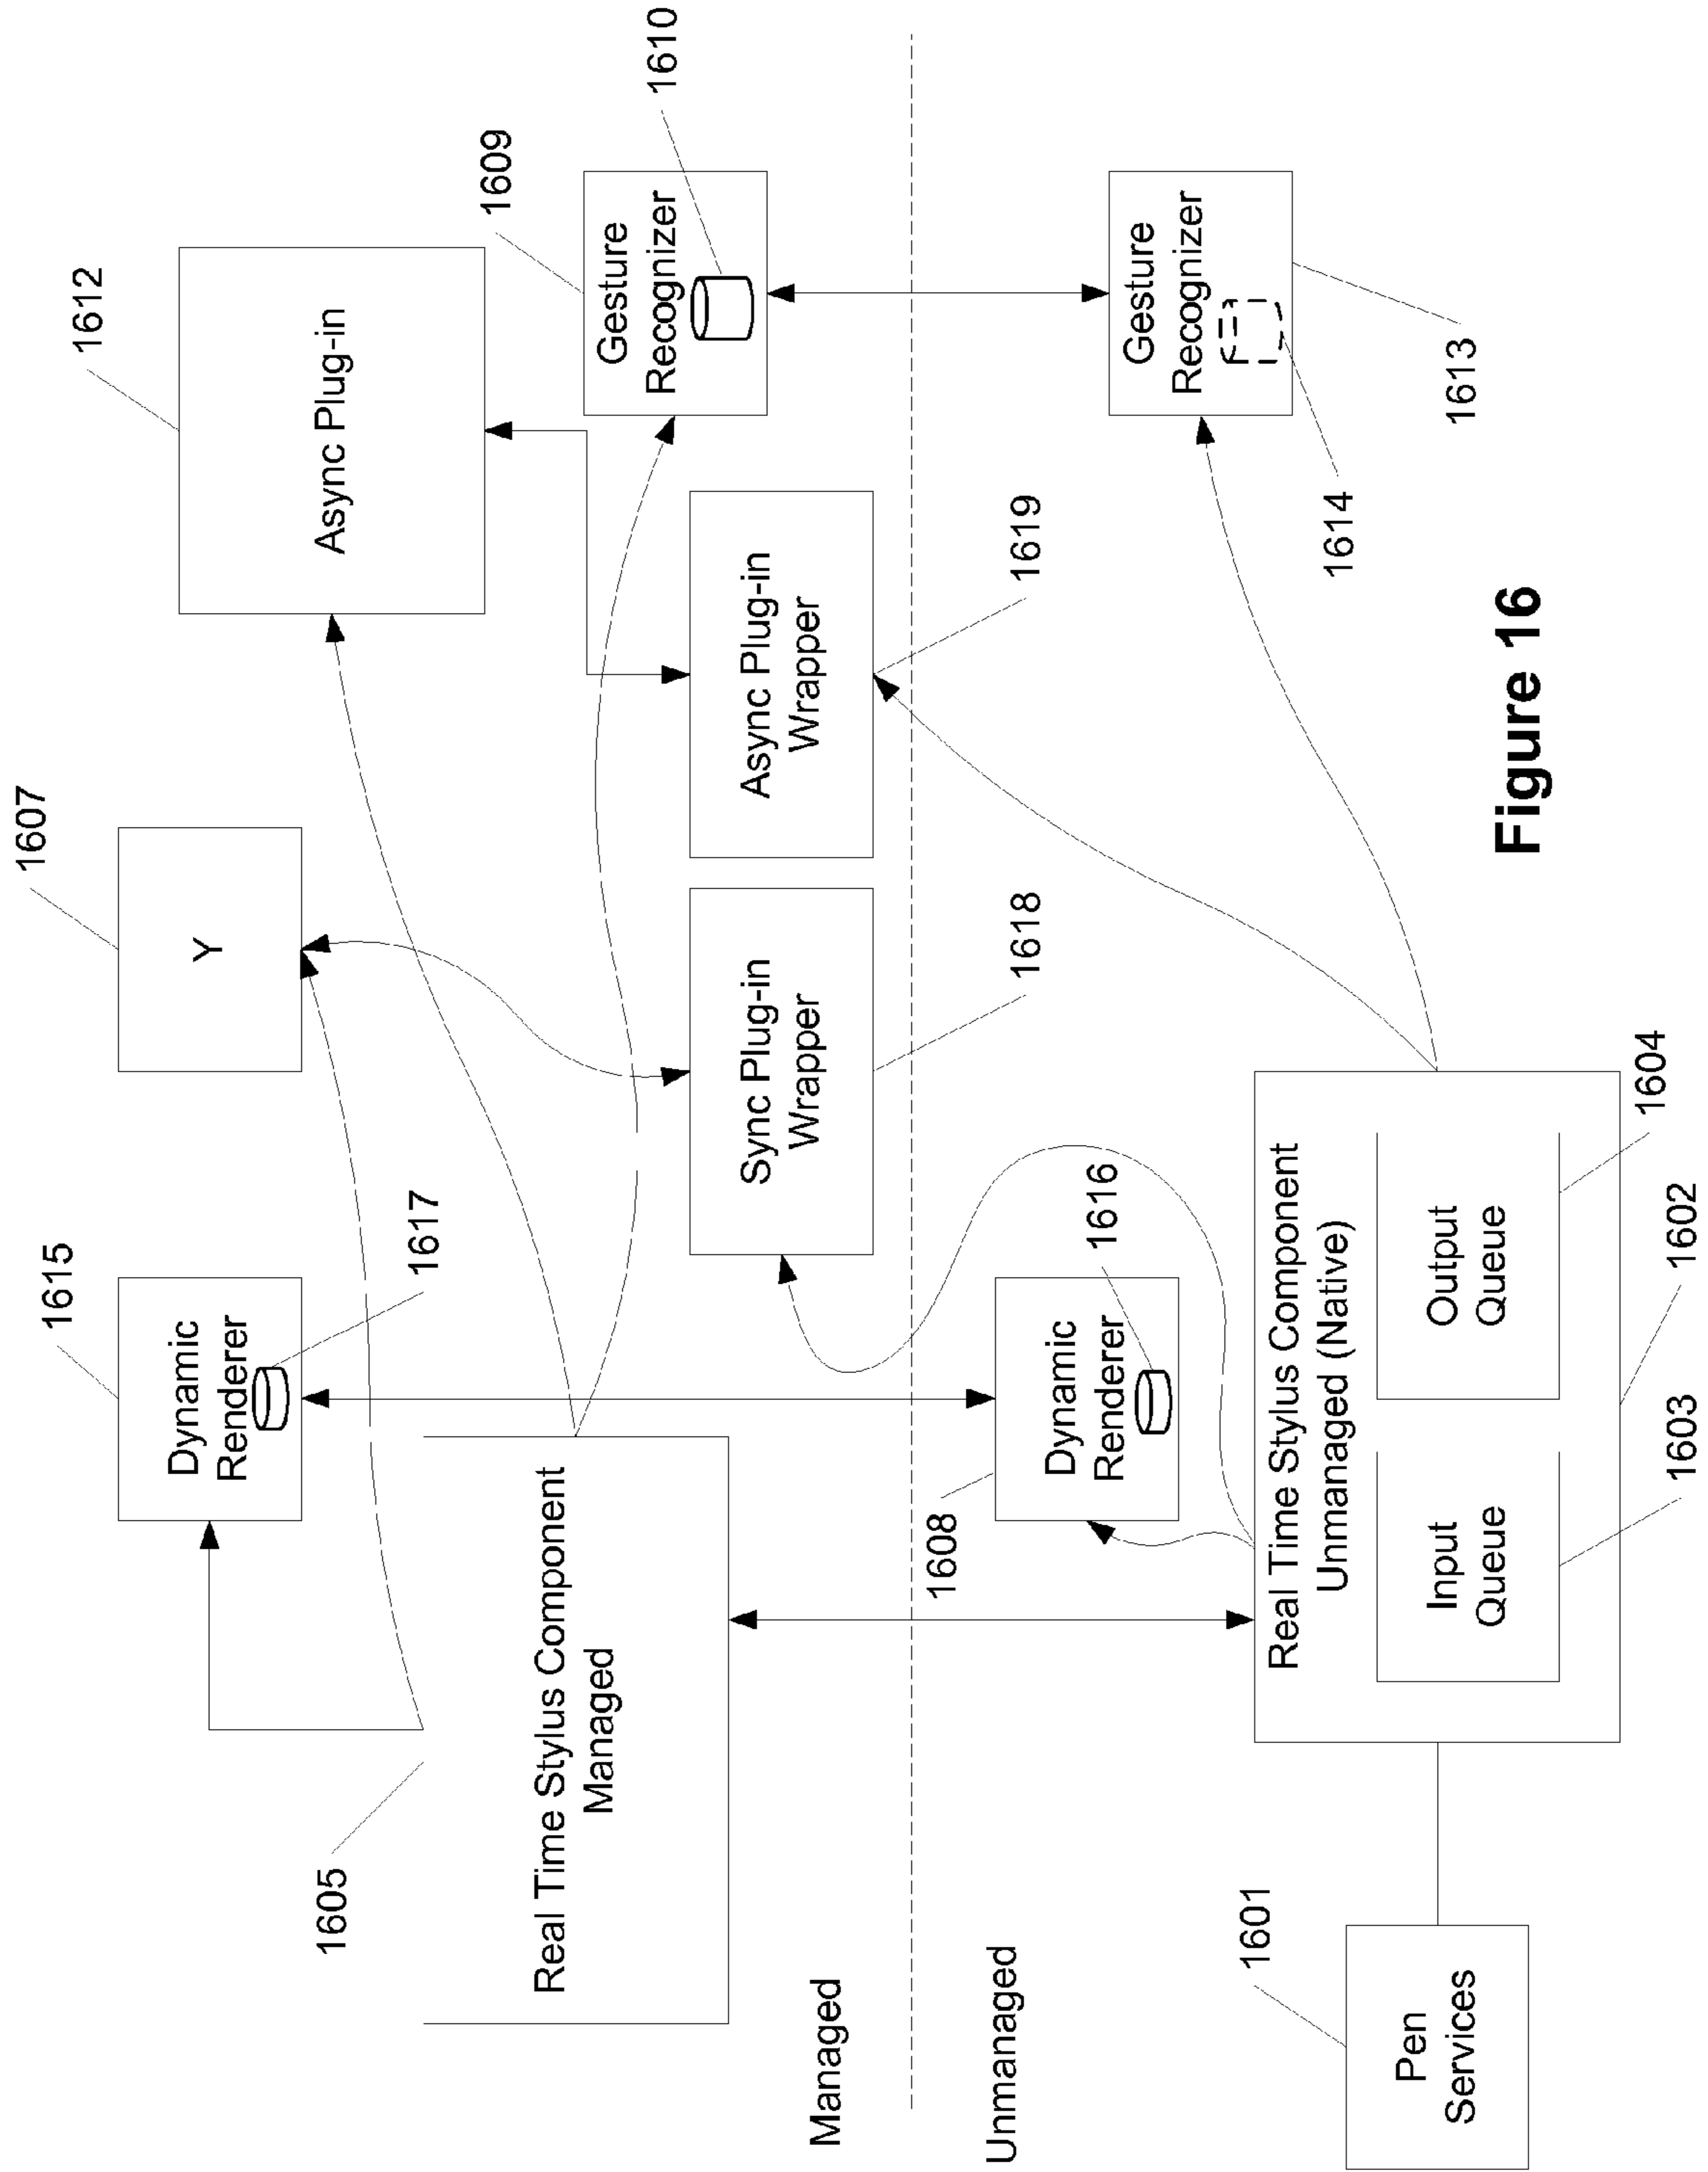 1615
Dynamic
Renderer
1617
1607
Y
1612
Async Plug-in
1605
Real Time Stylus Component
Managed
Sync Plug-in
Wrapper
1618
Async Plug-in
Wrapper
1619
1609
Gesture
Recognizer
1610
Managed
Unmanaged
1608
Dynamic
Renderer
1616
Gesture
Recognizer
1613
1614
1601
Pen
Services
Real Time Stylus Component
Unmanaged (Native)
Input
Queue
Output
Queue
1603
1602
1604
Figure 16